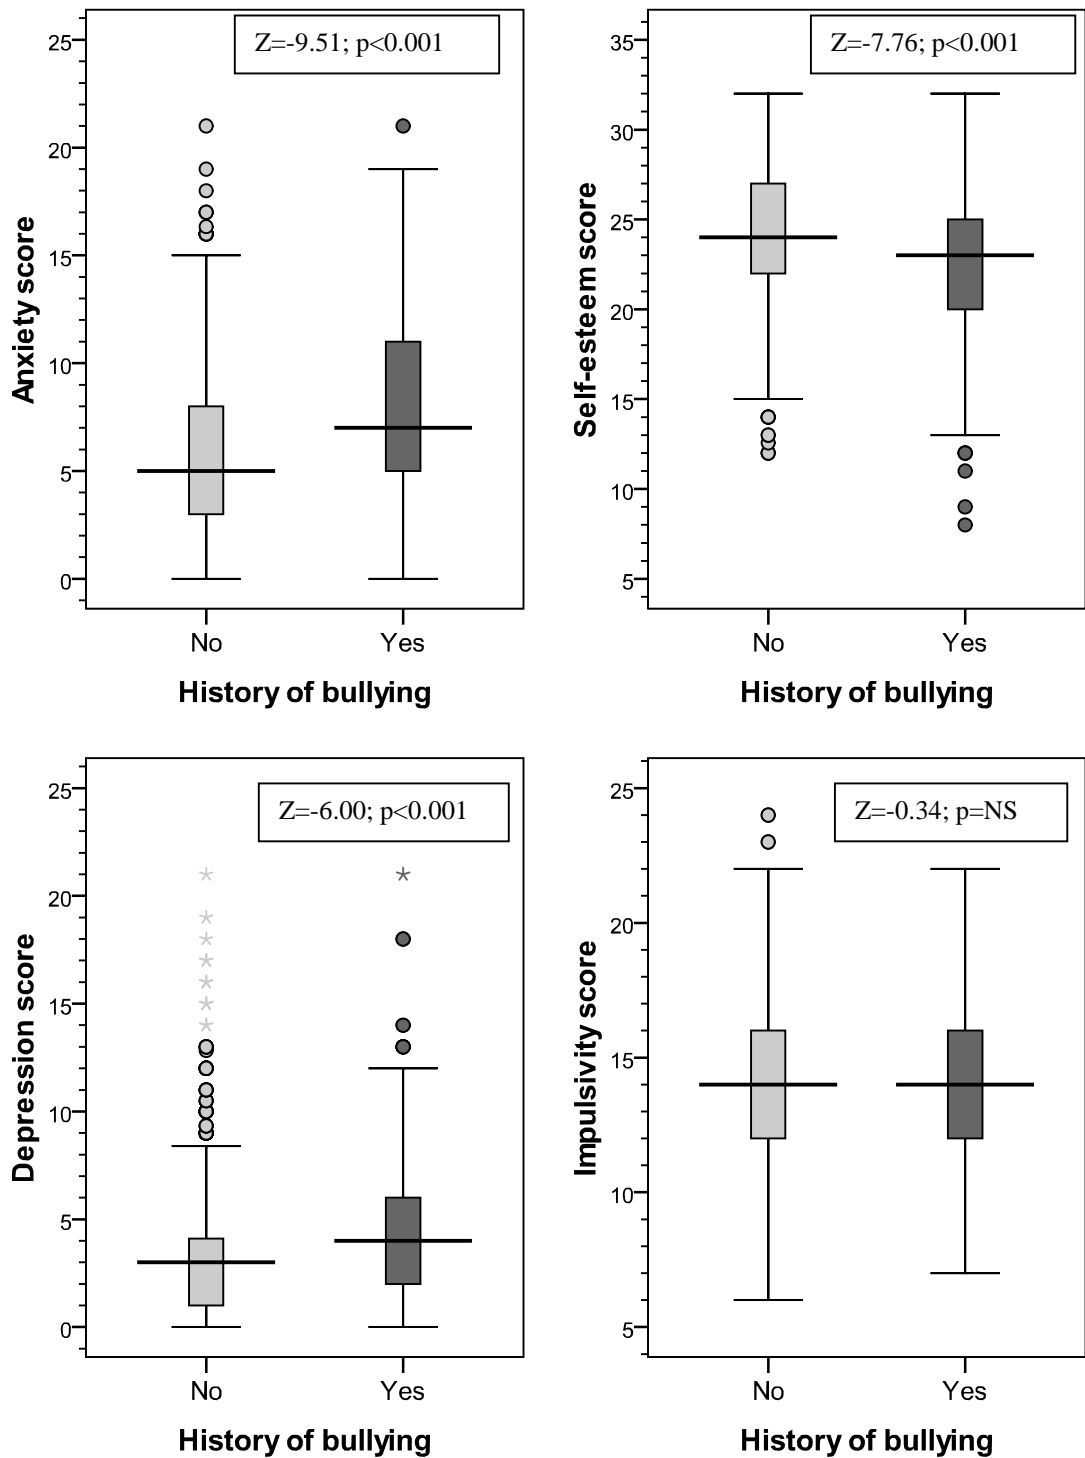 Z=-9.51; p<0.001
Anxiety score
25
20
15
10
5
0
No
Yes
History of bullying
Z=-7.76; p<0.001
Self-esteem score
35
30
25
20
15
10
5
No
Yes
History of bullying
Z=-6.00; p<0.001
Depression score
25
20
15
10
5
0
No
Yes
History of bullying
Z=-0.34; p=NS
Impulsivity score
25
20
15
10
5
No
Yes
History of bullying